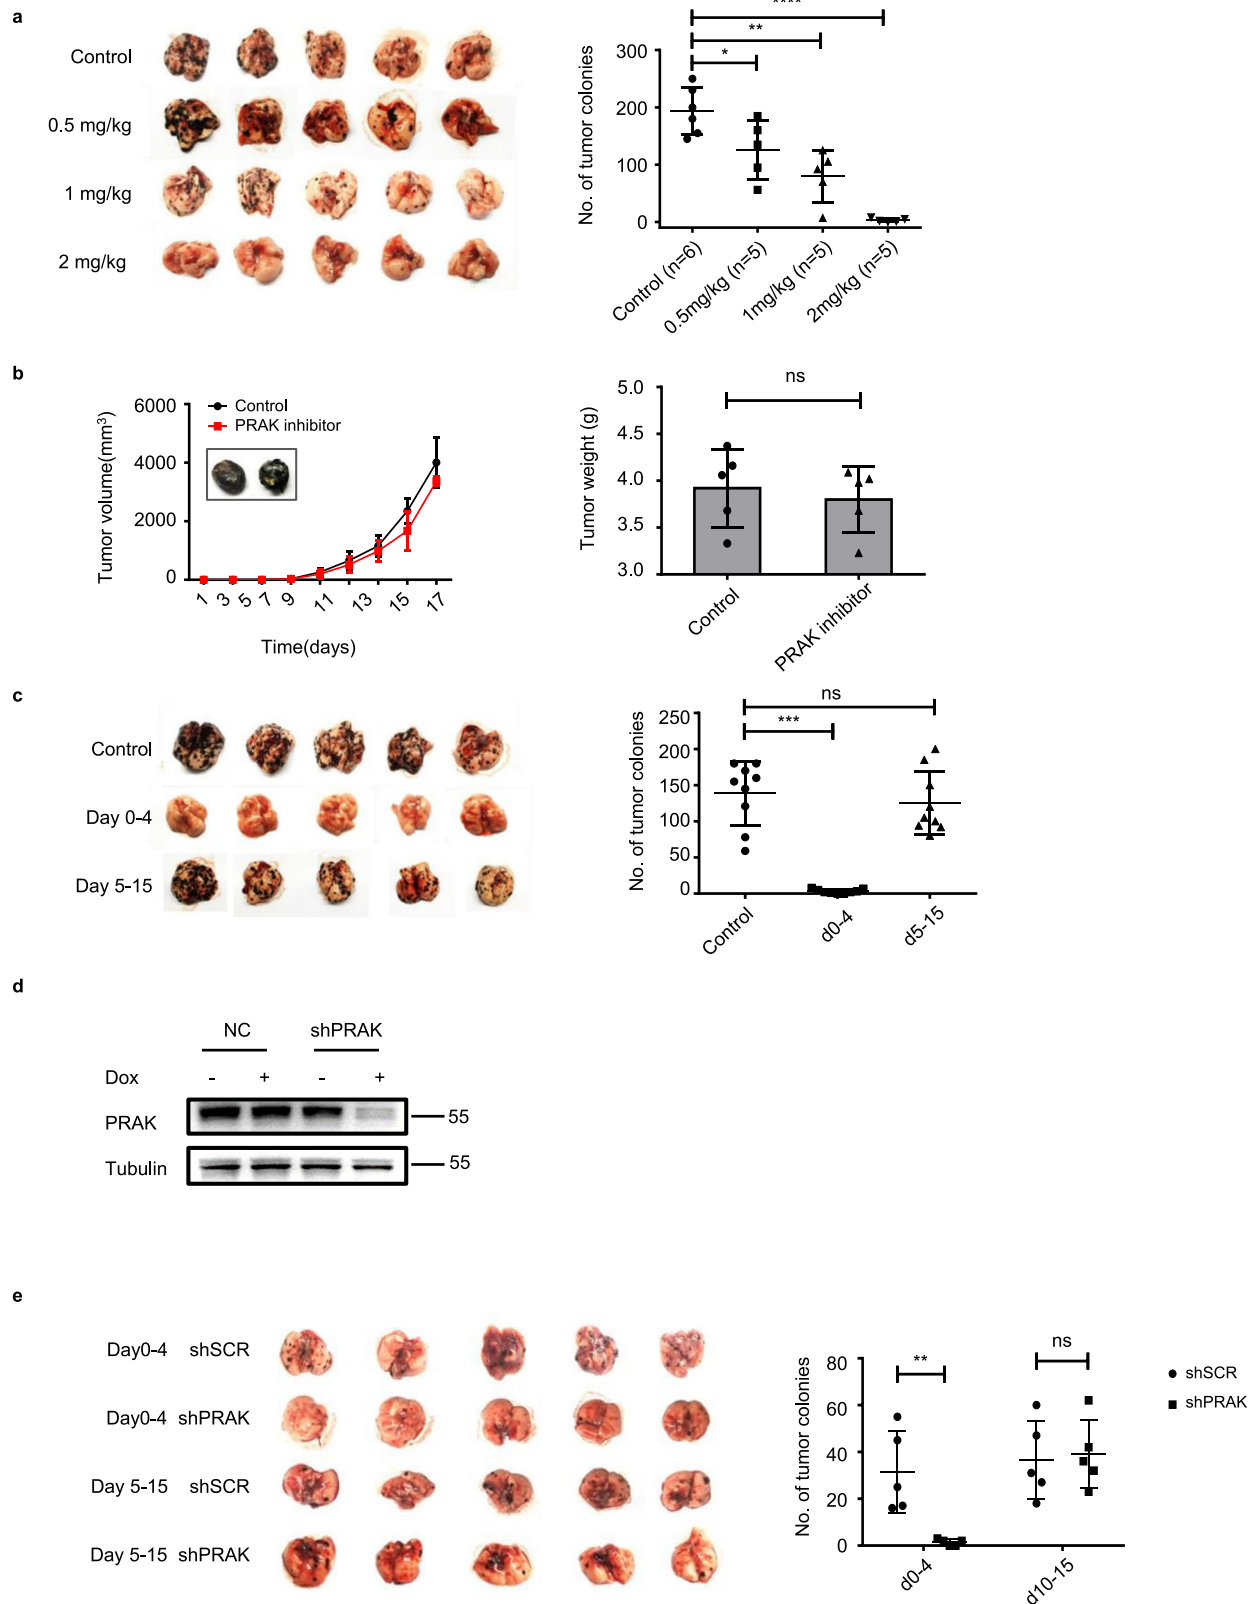 a
Control
0.5 mg/kg
1 mg/kg
2 mg/kg
****
**
*
No. of tumor colonies
300
200
100
0
Control (n=6)
0.5mg/kg (n=5)
1mg/kg (n=5)
2mg/kg (n=5)
b
Tumor volume(mm³)
6000
4000
2000
0
Control
PRAK inhibitor
1 3 5 7 9 11 13 15 17
Time(days)
ns
Tumor weight (g)
5.0
4.5
4.0
3.5
3.0
Control
PRAK inhibitor
c
Control
Day 0-4
Day 5-15
ns
***
No. of tumor colonies
250
200
150
100
50
0
Control
d0-4
d5-15
d
NC shPRAK
Dox - + - +
PRAK 55
Tubulin 55
e
Day0-4 shSCR
Day0-4 shPRAK
Day 5-15 shSCR
Day 5-15 shPRAK
** ns
No. of tumor colonies
80
60
40
20
0
d0-4
d10-15
shSCR
shPRAK